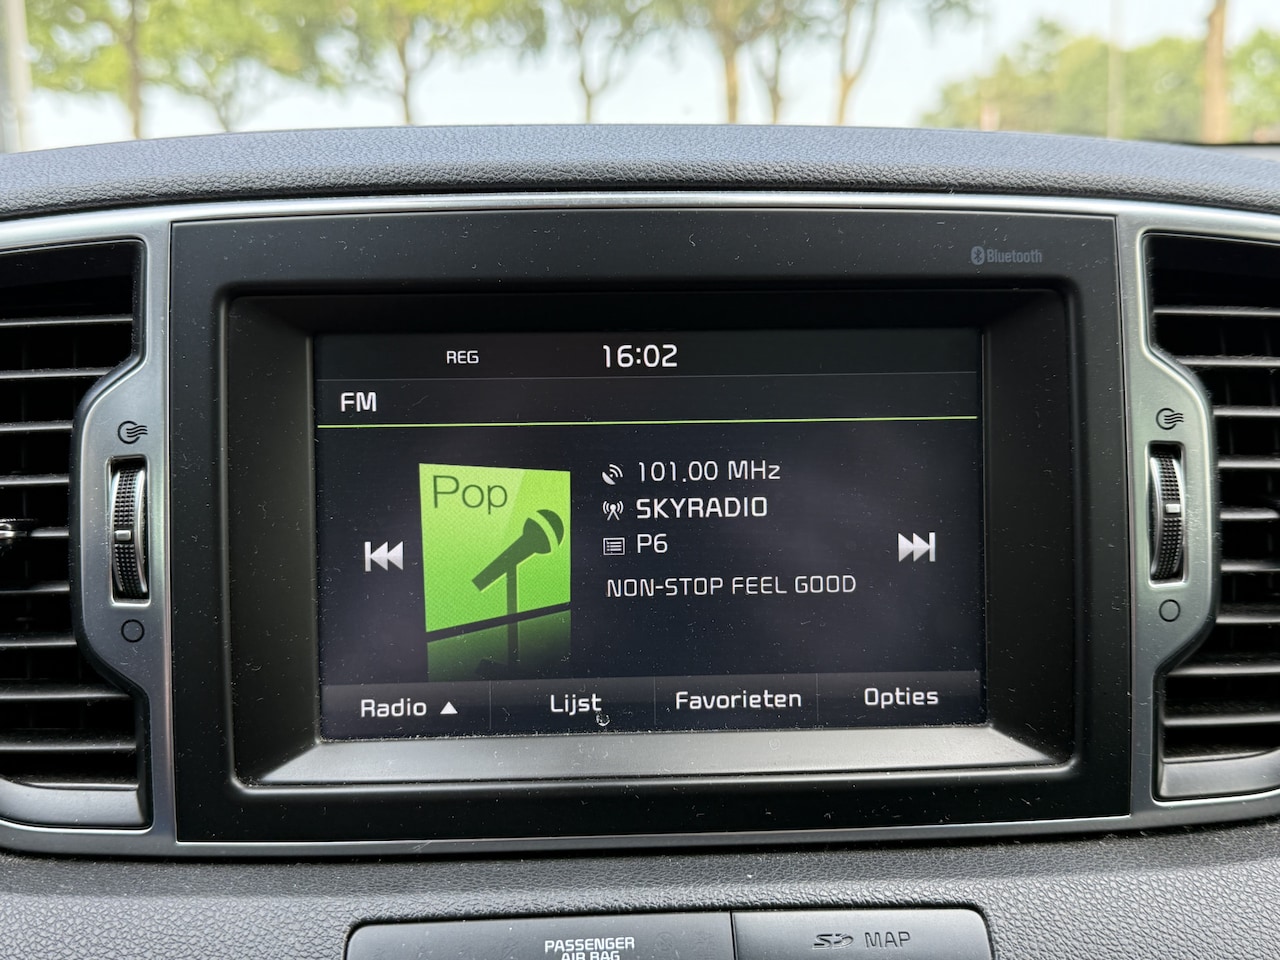 Bluetooth
REG 16:02
FM
Pop
101.00 MHz
SKYRADIO
P6
NON-STOP FEEL GOOD
Radio ▲ Lijst Favorieten Opties
PASSENGER
AIR BAG
SD MAP